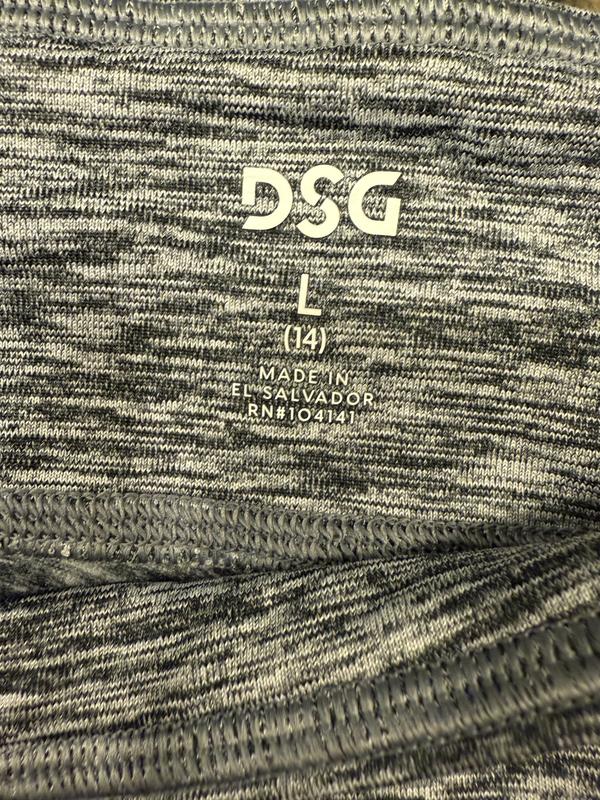 DSG
L
(14)
MADE IN
EL SALVADOR
RN#104141